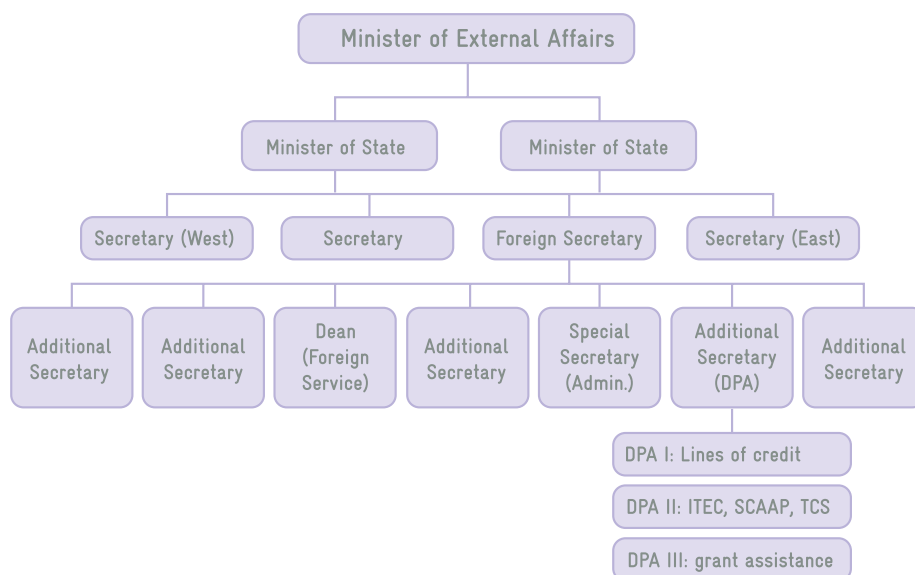 Minister of External Affairs
Minister of State
Minister of State
Secretary (West)
Secretary
Foreign Secretary
Secretary (East)
Additional
Secretary
Additional
Secretary
Dean
(Foreign
Service)
Additional
Secretary
Special
Secretary
(Admin.)
Additional
Secretary
(DPA)
Additional
Secretary
DPA I: Lines of credit
DPA II: ITEC, SCAAP, TCS
DPA III: grant assistance